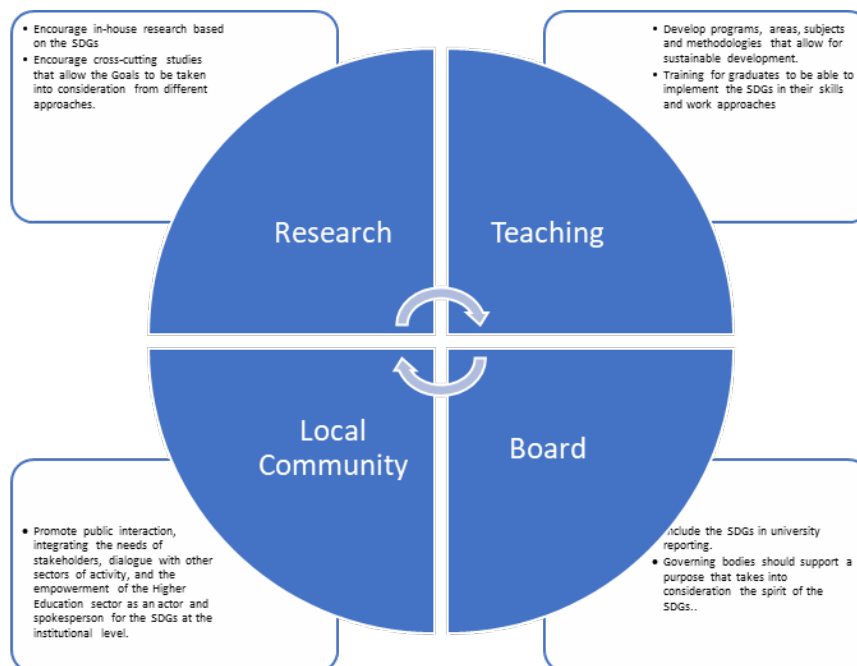 • Encourage in-house research based
on the SDGs
• Encourage cross-cutting studies
that allow the Goals to be taken
into consideration from different
approaches.
• Develop programs, areas, subjects
and methodologies that allow for
sustainable development.
• Training for graduates to be able to
implement the SDGs in their skills
and work approaches
Research
Teaching
Local
Community
Board
• Promote public interaction,
integrating the needs of
stakeholders, dialogue with other
sectors of activity, and the
empowerment of the Higher
Education sector as an actor and
spokesperson for the SDGs at the
institutional level.
include the SDGs in university
reporting.
• Governing bodies should support a
purpose that takes into
consideration the spirit of the
SDGs..